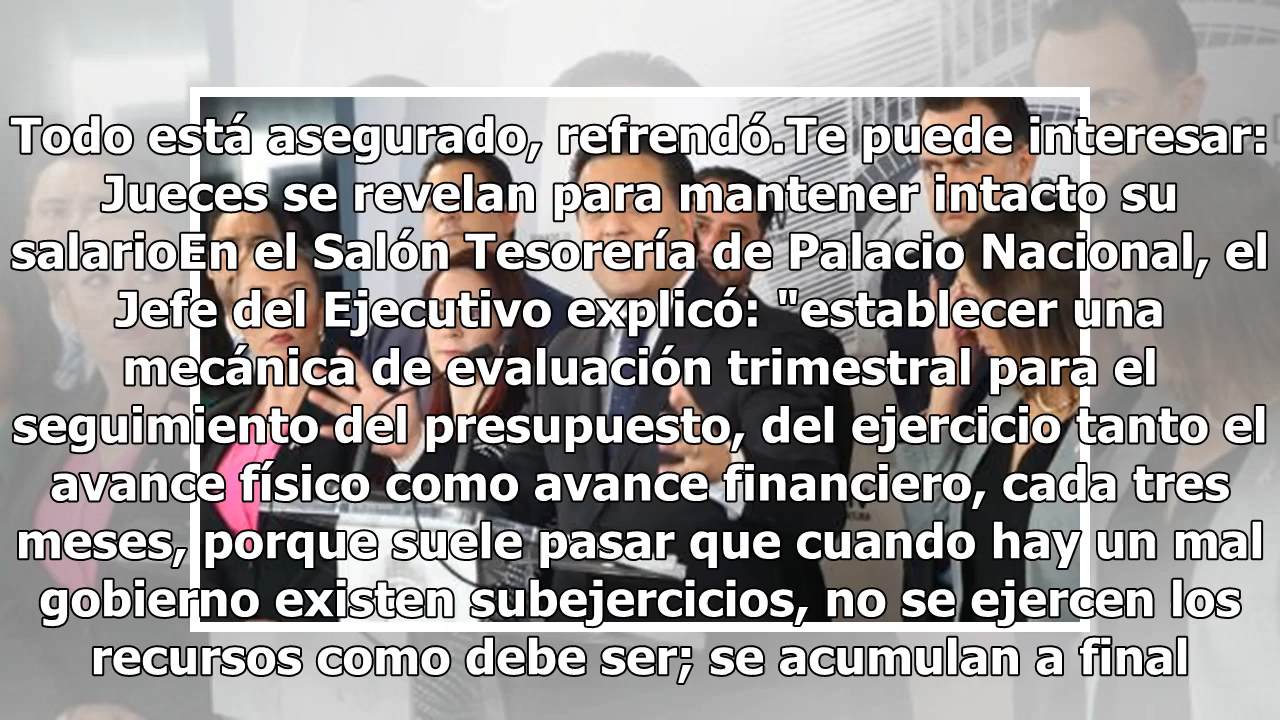 Todo está asegurado, refrendó.Te puede interesar:
Jueces se revelan para mantener intacto su
salarioEn el Salón Tesorería de Palacio Nacional, el
Jefe del Ejecutivo explicó: "establecer una
mecánica de evaluación trimestral para el
seguimiento del presupuesto, del ejercicio tanto el
avance físico como avance financiero, cada tres
meses, porque suele pasar que cuando hay un mal
gobierno existen subejercicios, no se ejercen los
recursos como debe ser; se acumulan a final